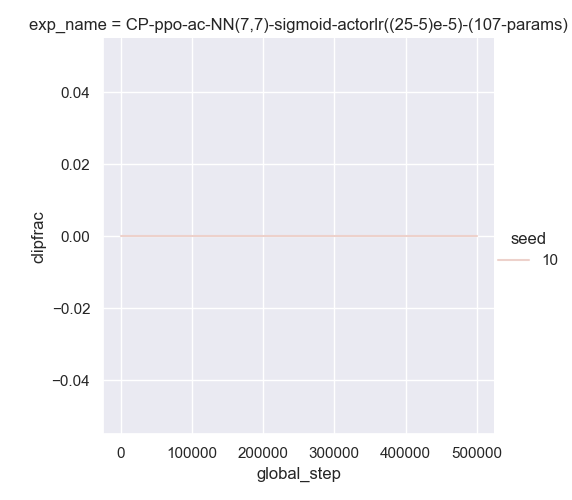 exp_name = CP-ppo-ac-NN(7,7)-sigmoid-actorlr((25-5)e-5)-(107-params)
0.04
0.02
0.00
−0.02
−0.04
clipfrac
0 100000 200000 300000 400000 500000
global_step
seed
10